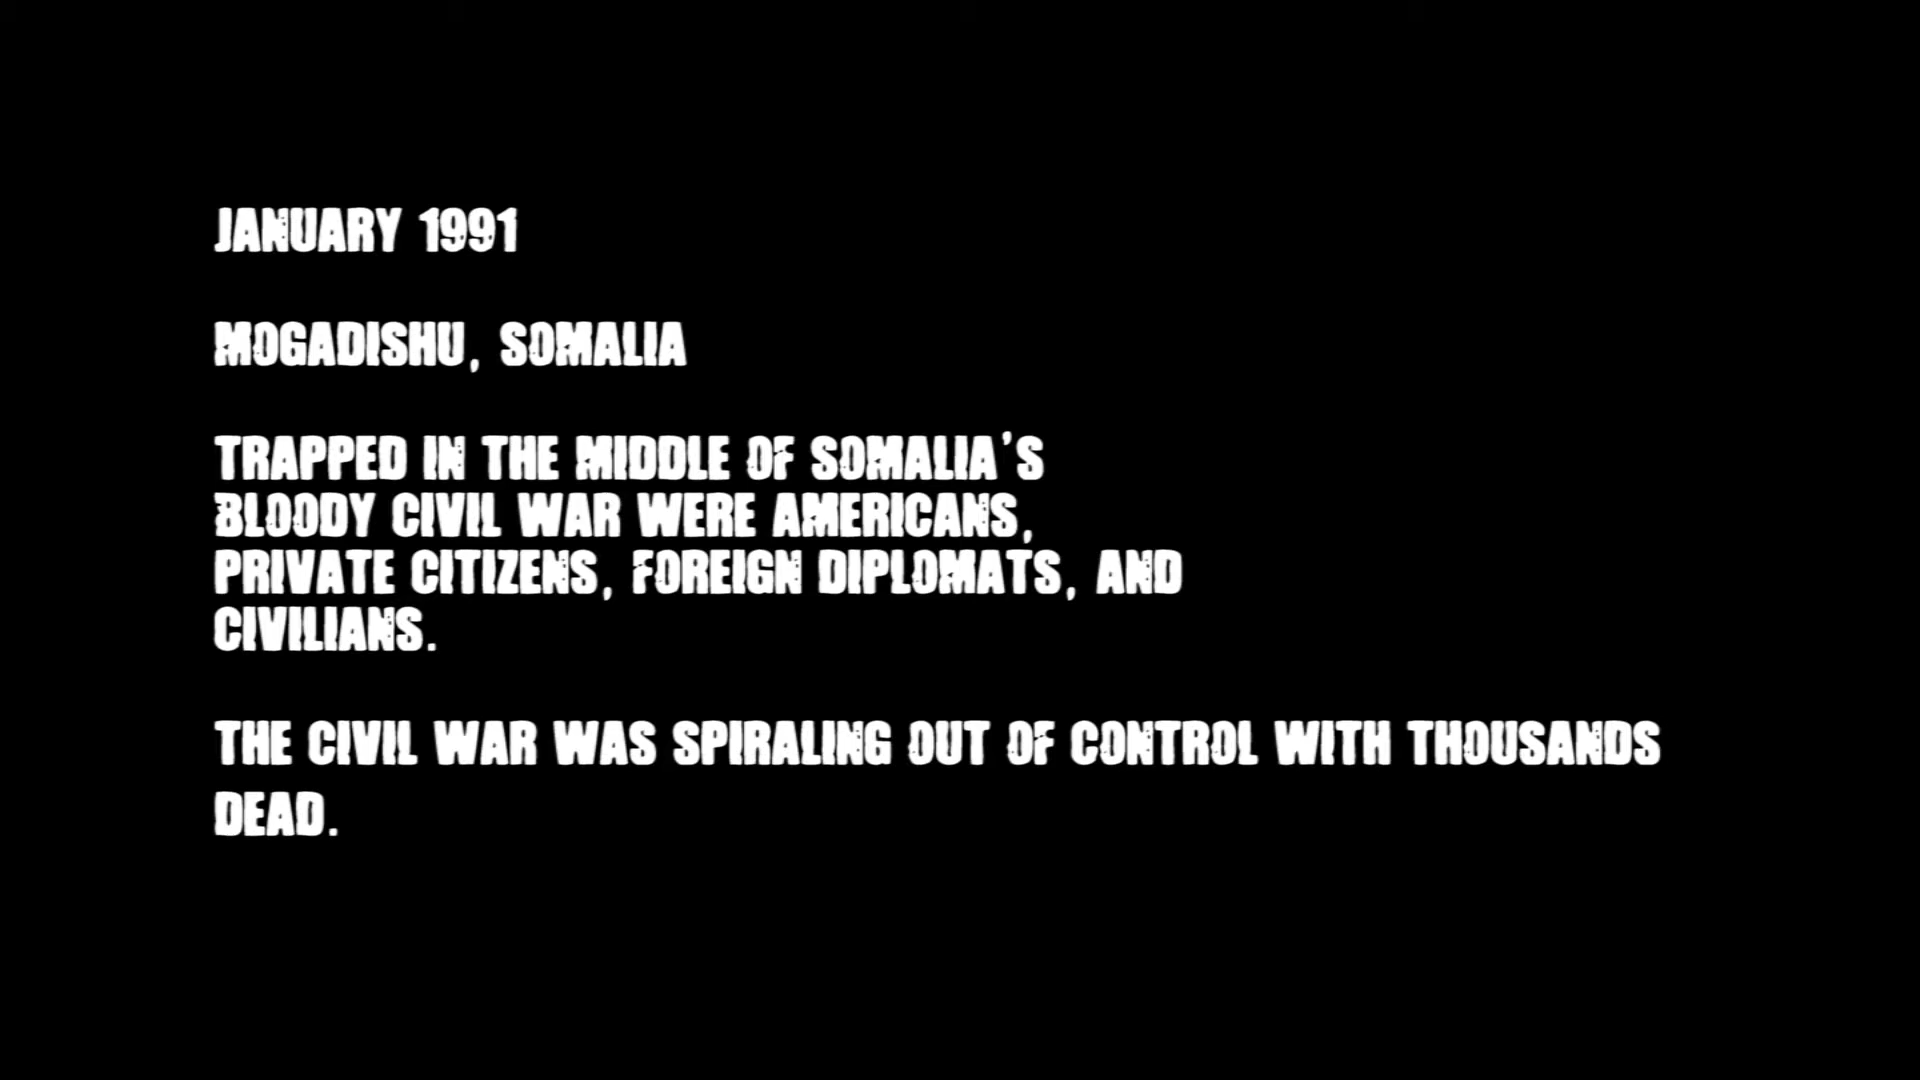 JANUARY 1991
MOGADISHU, SOMALIA
TRAPPED IN THE MIDDLE OF SOMALIA'S
BLOODY CIVIL WAR WERE AMERICANS,
PRIVATE CITIZENS, FOREIGN DIPLOMATS, AND
CIVILIANS.
THE CIVIL WAR WAS SPIRALING OUT OF CONTROL WITH THOUSANDS
DEAD.